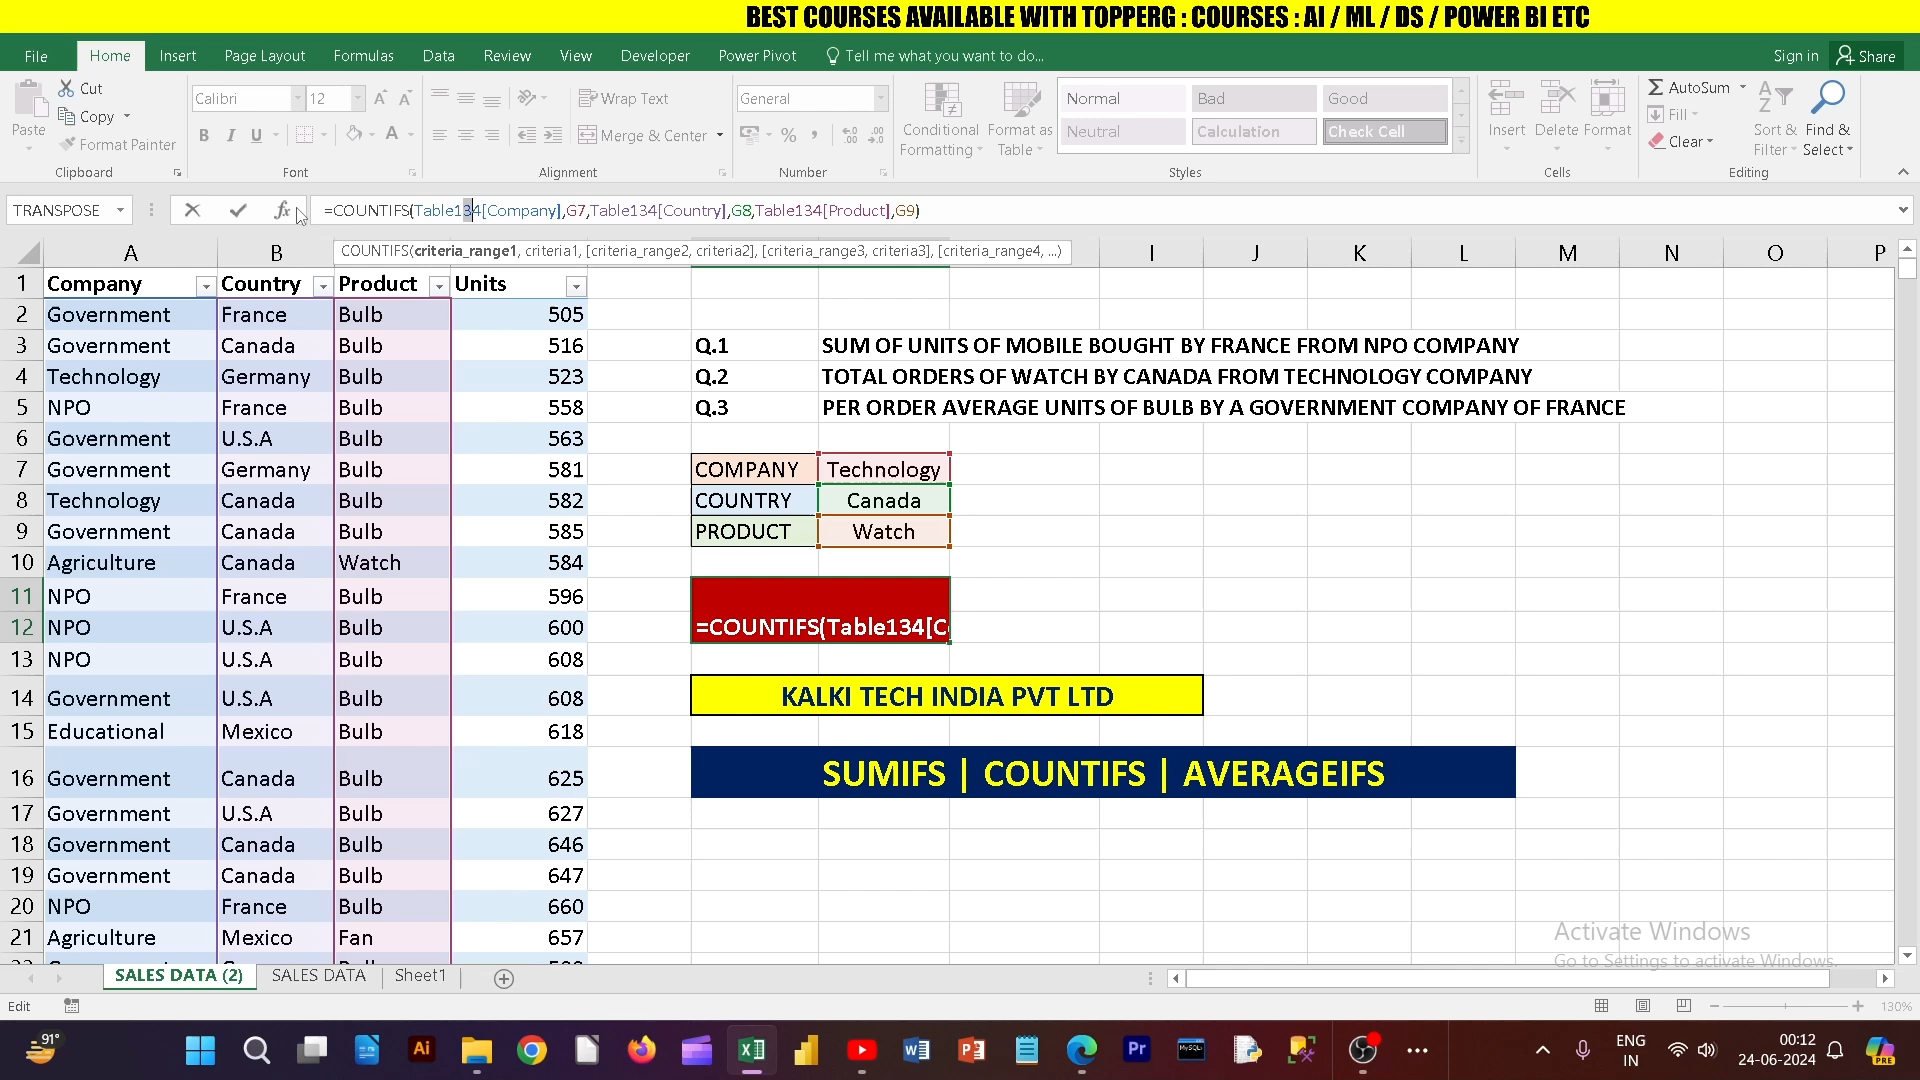 BEST COURSES AVAILABLE WITH TOPPERG : COURSES : AI / ML / DS / POWER BI ETC
File Home Insert Page Layout Formulas Data Review View Developer Power Pivot Tell me what you want to do... Sign in Share
Cut
Copy
Format Painter
Paste
Clipboard
Calibri 12
B I U
Font
Wrap Text
Merge & Center
Alignment
General
%
Number
Conditional Formatting
Format as Table
Normal Bad Good
Neutral Calculation Check Cell
Styles
Insert Delete Format
Cells
AutoSum
Fill
Clear
Sort & Filter
Find & Select
Editing
TRANSPOSE fx =COUNTIFS(Table134[Company],G7,Table134[Country],G8,Table134[Product],G9)
COUNTIFS(criteria_range1, criteria1, [criteria_range2, criteria2], [criteria_range3, criteria3], [criteria_range4, ...)
A B I J K L M N O P
1 Company Country Product Units
2 Government France Bulb 505
3 Government Canada Bulb 516 Q.1 SUM OF UNITS OF MOBILE BOUGHT BY FRANCE FROM NPO COMPANY
4 Technology Germany Bulb 523 Q.2 TOTAL ORDERS OF WATCH BY CANADA FROM TECHNOLOGY COMPANY
5 NPO France Bulb 558 Q.3 PER ORDER AVERAGE UNITS OF BULB BY A GOVERNMENT COMPANY OF FRANCE
6 Government U.S.A Bulb 563
7 Government Germany Bulb 581 COMPANY Technology
8 Technology Canada Bulb 582 COUNTRY Canada
9 Government Canada Bulb 585 PRODUCT Watch
10 Agriculture Canada Watch 584
11 NPO France Bulb 596
12 NPO U.S.A Bulb 600 =COUNTIFS(Table134[C
13 NPO U.S.A Bulb 608
14 Government U.S.A Bulb 608 KALKI TECH INDIA PVT LTD
15 Educational Mexico Bulb 618
16 Government Canada Bulb 625 SUMIFS | COUNTIFS | AVERAGEIFS
17 Government U.S.A Bulb 627
18 Government Canada Bulb 646
19 Government Canada Bulb 647
20 NPO France Bulb 660
21 Agriculture Mexico Fan 657
Activate Windows
Go to Settings to activate Windows.
SALES DATA (2) SALES DATA Sheet1
Edit 130%
91° Ai Pr MySQL ENG IN 00:12 24-06-2024 PRE